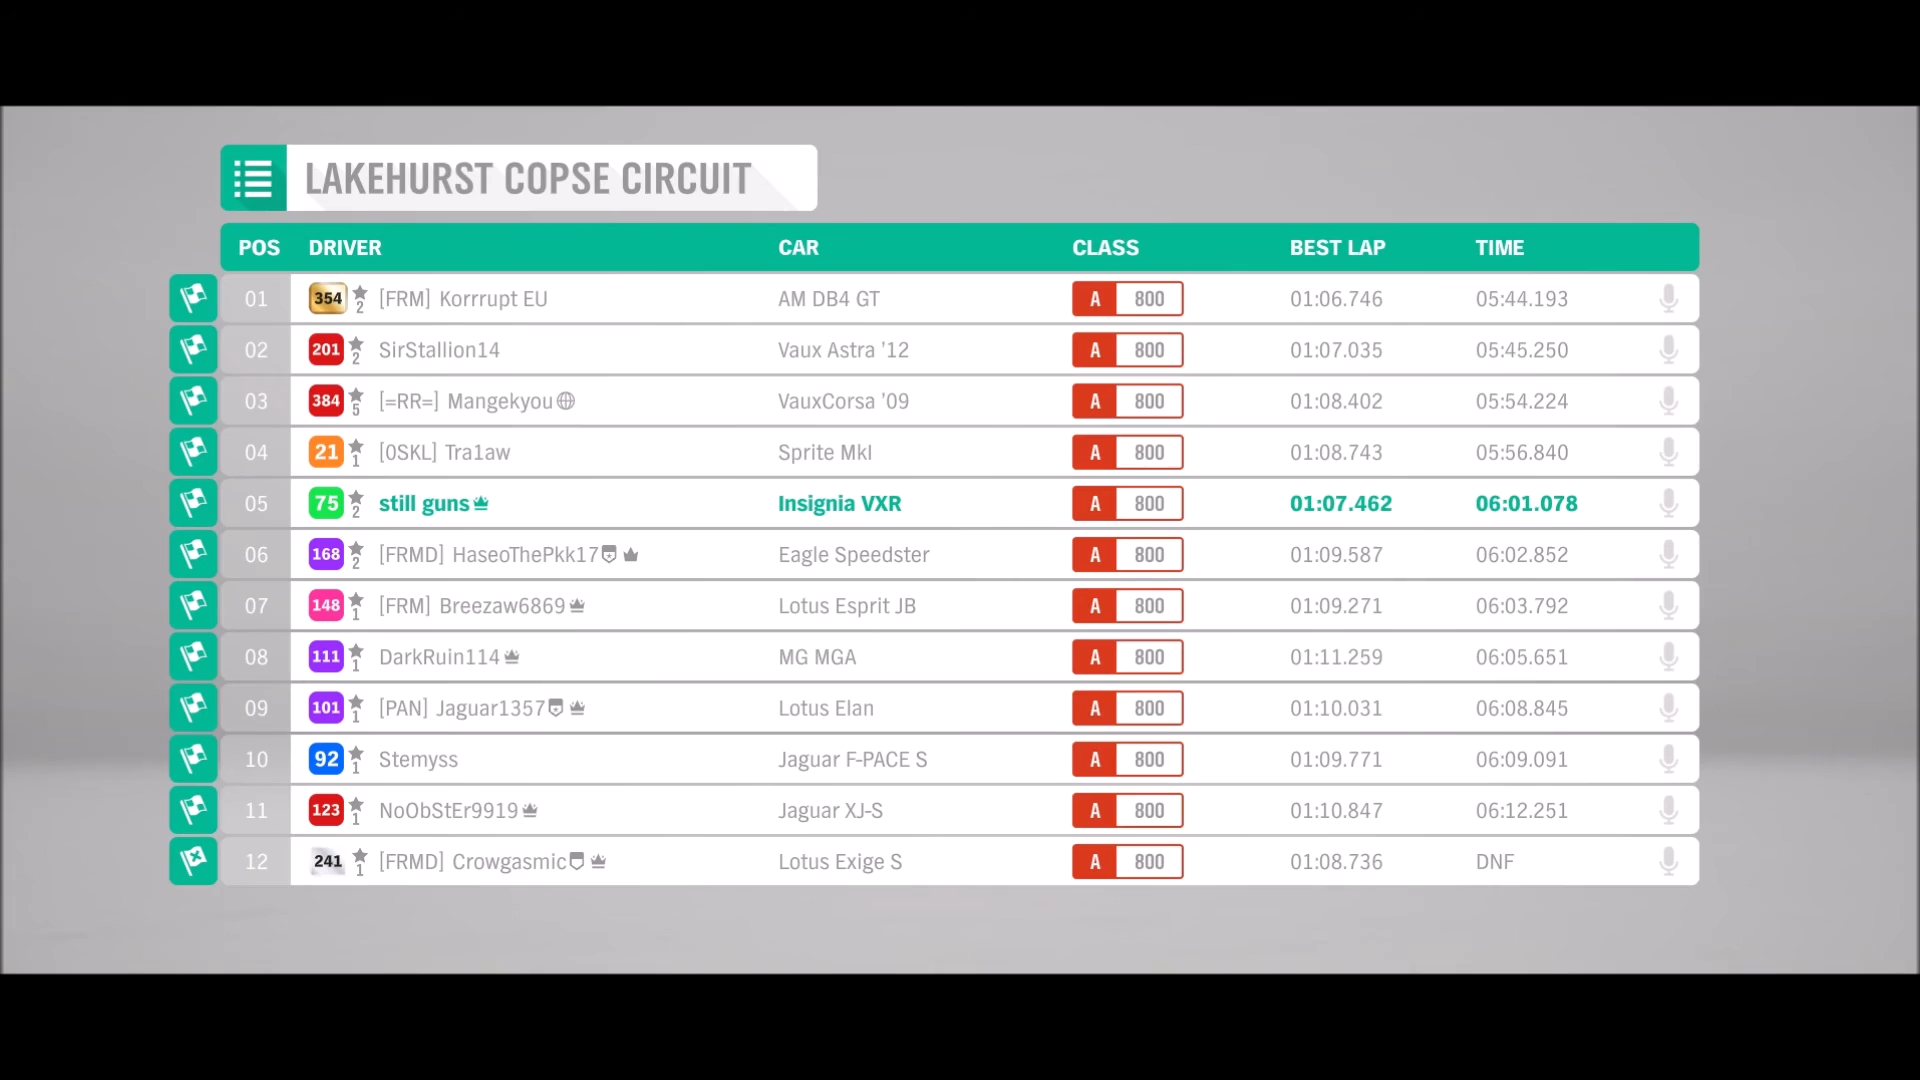 LAKEHURST COPSE CIRCUIT
POS DRIVER CAR CLASS BEST LAP TIME
01 354 2 [FRM] Korrrupt EU AM DB4 GT A 800 01:06.746 05:44.193
02 201 2 SirStallion14 Vaux Astra '12 A 800 01:07.035 05:45.250
03 384 5 [=RR=] Mangekyou VauxCorsa '09 A 800 01:08.402 05:54.224
04 21 1 [0SKL] Tra1aw Sprite MkI A 800 01:08.743 05:56.840
05 75 2 still guns Insignia VXR A 800 01:07.462 06:01.078
06 168 2 [FRMD] HaseoThePkk17 Eagle Speedster A 800 01:09.587 06:02.852
07 148 1 [FRM] Breezaw6869 Lotus Esprit JB A 800 01:09.271 06:03.792
08 111 1 DarkRuin114 MG MGA A 800 01:11.259 06:05.651
09 101 1 [PAN] Jaguar1357 Lotus Elan A 800 01:10.031 06:08.845
10 92 1 Stemyss Jaguar F-PACE S A 800 01:09.771 06:09.091
11 123 1 NoObStEr9919 Jaguar XJ-S A 800 01:10.847 06:12.251
12 241 1 [FRMD] Crowgasmic Lotus Exige S A 800 01:08.736 DNF